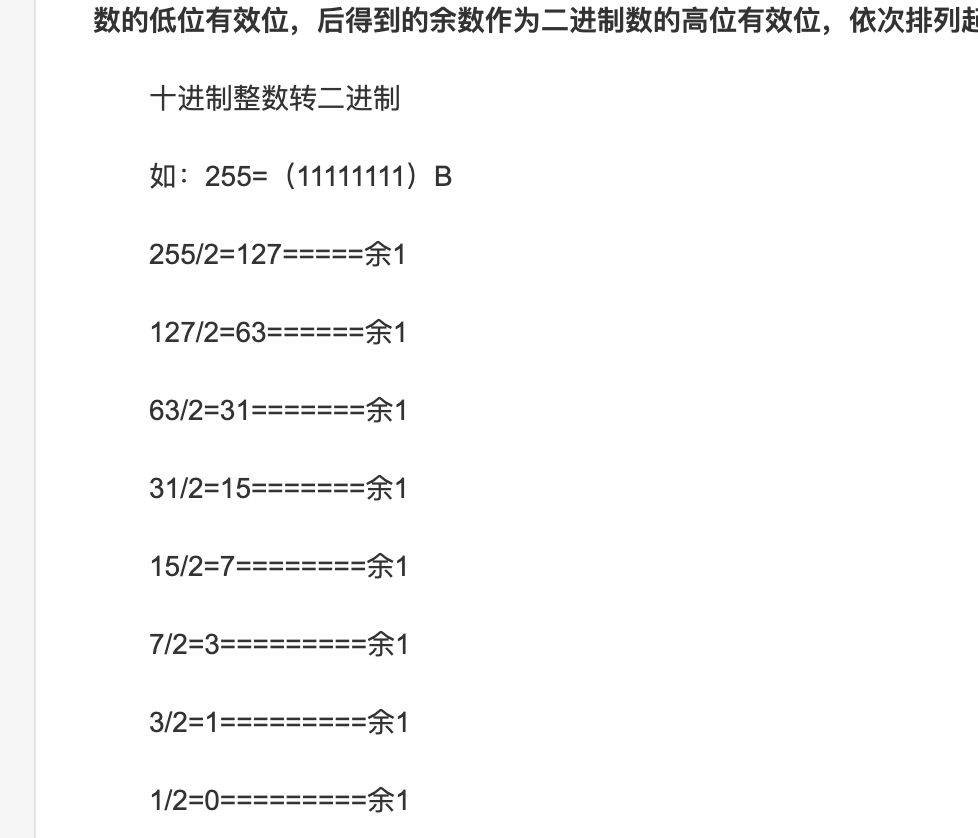 数的低位有效位，后得到的余数作为二进制数的高位有效位，依次排列起
十进制整数转二进制
如：255=（11111111）B
255/2=127=====余1
127/2=63======余1
63/2=31=======余1
31/2=15=======余1
15/2=7========余1
7/2=3=========余1
3/2=1=========余1
1/2=0=========余1